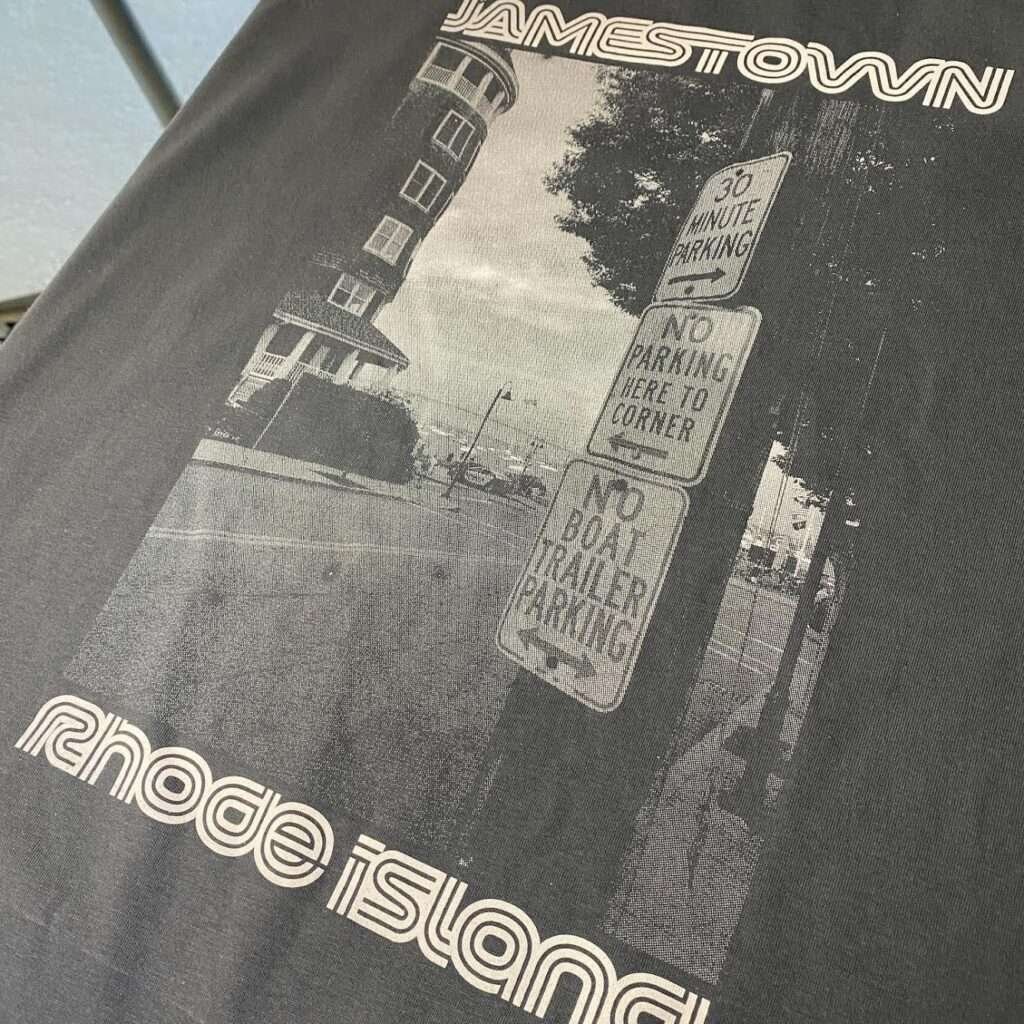 JAMESTOWN
30
MINUTE
PARKING
NO
PARKING
HERE TO
CORNER
NO
BOAT
TRAILER
PARKING
Rhode island